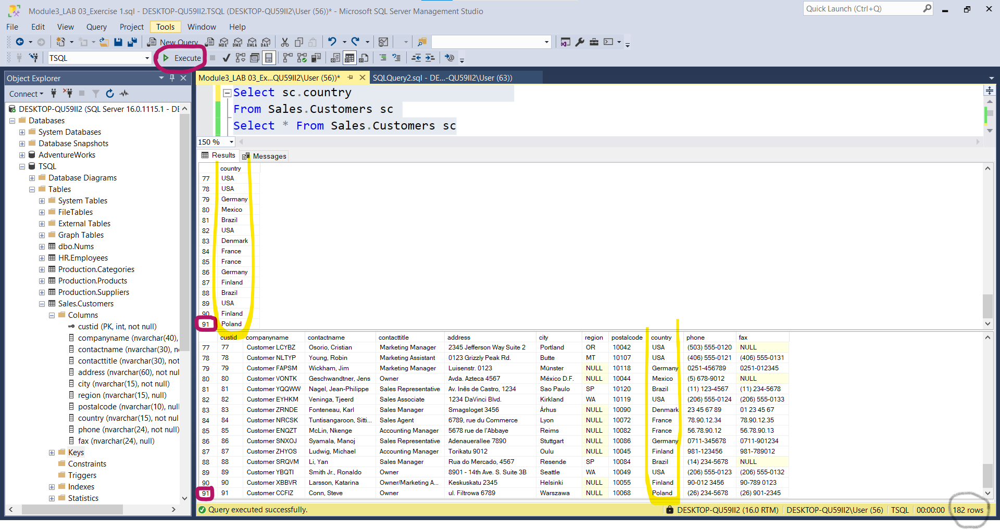 Module3_LAB 03_Exercise 1.sql - DESKTOP-QU59II2.TSQL (DESKTOP-QU59II2\User (56))* - Microsoft SQL Server Management Studio
Quick Launch (Ctrl+Q)
File Edit View Query Project Tools Window Help
New Query MDX DMX XMLA DAX
TSQL Execute
Object Explorer
Module3_LAB 03_Ex...QU59II2\User (56))* SQLQuery2.sql - DE...-QU59II2\User (63))
Connect
DESKTOP-QU59II2 (SQL Server 16.0.1115.1 - DE
Databases
System Databases
Database Snapshots
AdventureWorks
TSQL
Database Diagrams
Tables
System Tables
FileTables
External Tables
Graph Tables
dbo.Nums
HR.Employees
Production.Categories
Production.Products
Production.Suppliers
Sales.Customers
Columns
custid (PK, int, not null)
companyname (nvarchar(40),
contactname (nvarchar(30), n
contacttitle (nvarchar(30), not
address (nvarchar(60), not nul
city (nvarchar(15), not null)
region (nvarchar(15), null)
postalcode (nvarchar(10), null
country (nvarchar(15), not nul
phone (nvarchar(24), not null)
fax (nvarchar(24), null)
Keys
Constraints
Triggers
Indexes
Statistics
Select sc.country
From Sales.Customers sc
Select * From Sales.Customers sc
150 %
Results Messages
country
77 USA
78 USA
79 Germany
80 Mexico
81 Brazil
82 USA
83 Denmark
84 France
85 France
86 Germany
87 Finland
88 Brazil
89 USA
90 Finland
91 Poland
custid companyname contactname contacttitle address city region postalcode country phone fax
77 77 Customer LCYBZ Osorio, Cristian Marketing Manager 2345 Jefferson Way Suite 2 Portland OR 10042 USA (503) 555-0120 NULL
78 78 Customer NLTYP Young, Robin Marketing Assistant 0123 Grizzly Peak Rd. Butte MT 10107 USA (406) 555-0121 (406) 555-0131
79 79 Customer FAPSM Wickham, Jim Marketing Manager Luisenstr. 0123 Münster NULL 10118 Germany 0251-456789 0251-012345
80 80 Customer VONTK Geschwandtner, Jens Owner Avda. Azteca 4567 México D.F. NULL 10044 Mexico (5) 678-9012 NULL
81 81 Customer YQQWW Nagel, Jean-Philippe Sales Representative Av. Inês de Castro, 1234 Sao Paulo SP 10120 Brazil (11) 123-4567 (11) 234-5678
82 82 Customer EYHKM Veninga, Tjeerd Sales Associate 1234 DaVinci Blvd. Kirkland WA 10119 USA (206) 555-0124 (206) 555-0133
83 83 Customer ZRNDE Fonteneau, Karl Sales Manager Smagsloget 3456 Århus NULL 10090 Denmark 23 45 67 89 01 23 45 67
84 84 Customer NRCSK Tuntisangaroon, Sitti... Sales Agent 6789, rue du Commerce Lyon NULL 10072 France 78.90.12.34 78.90.12.35
85 85 Customer ENQZT McLin, Nkenge Accounting Manager 5678 rue de l'Abbaye Reims NULL 10082 France 56.78.90.12 56.78.90.13
86 86 Customer SNXOJ Syamala, Manoj Sales Representative Adenauerallee 7890 Stuttgart NULL 10086 Germany 0711-345678 0711-901234
87 87 Customer ZHYOS Ludwig, Michael Accounting Manager Torikatu 9012 Oulu NULL 10045 Finland 981-123456 981-789012
88 88 Customer SRQVM Li, Yan Sales Manager Rua do Mercado, 4567 Resende SP 10084 Brazil (14) 234-5678 NULL
89 89 Customer YBQTI Smith Jr., Ronaldo Owner 8901 - 14th Ave. S. Suite 3B Seattle WA 10049 USA (206) 555-0123 (206) 555-0132
90 90 Customer XBBVR Larsson, Katarina Owner/Marketing A... Keskuskatu 2345 Helsinki NULL 10055 Finland 90-012 3456 90-789 0123
91 91 Customer CCFIZ Conn, Steve Owner ul. Filtrowa 6789 Warszawa NULL 10068 Poland (26) 234-5678 (26) 901-2345
Query executed successfully. DESKTOP-QU59II2 (16.0 RTM) DESKTOP-QU59II2\User (56) TSQL 00:00:00 182 rows